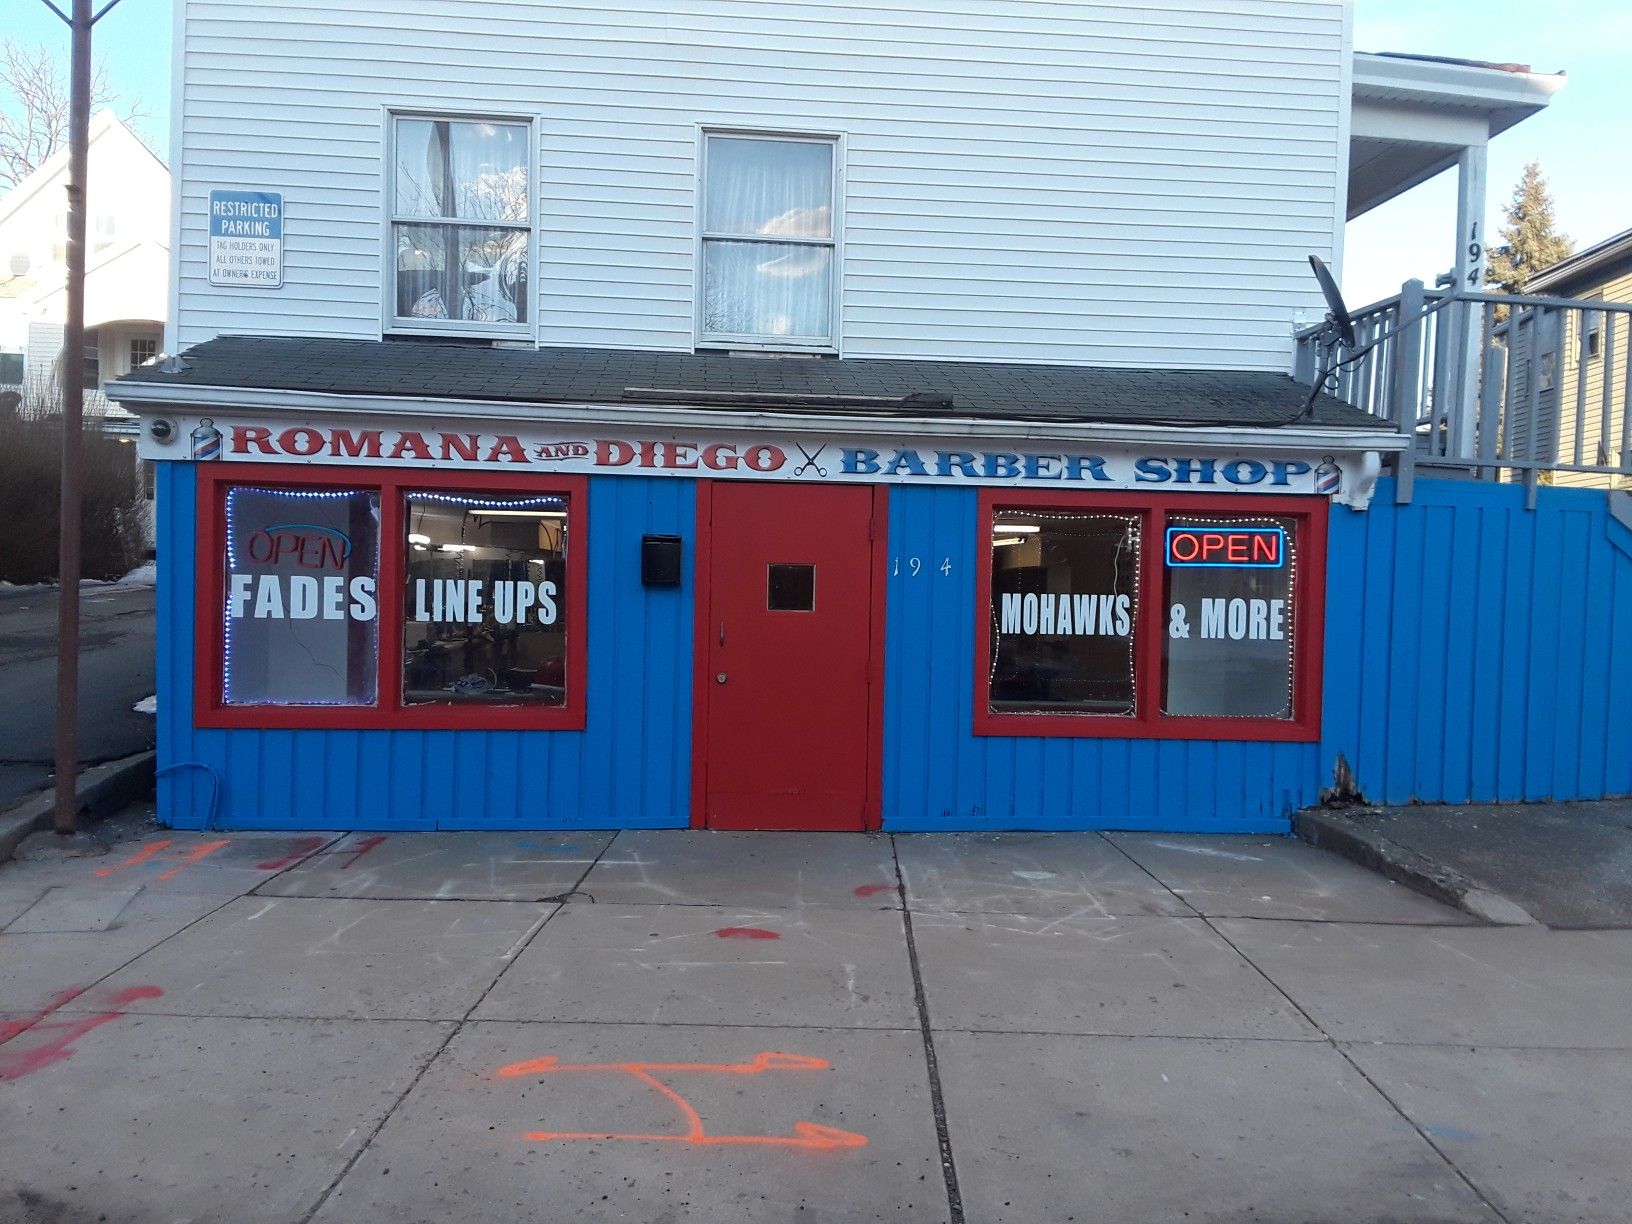 RESTRICTED
PARKING
TAG HOLDERS ONLY
ALL OTHERS TOWED
AT OWNERS EXPENSE
194
ROMANA AND DIEGO BARBER SHOP
OPEN
FADES
LINE UPS
194
OPEN
MOHAWKS
& MORE